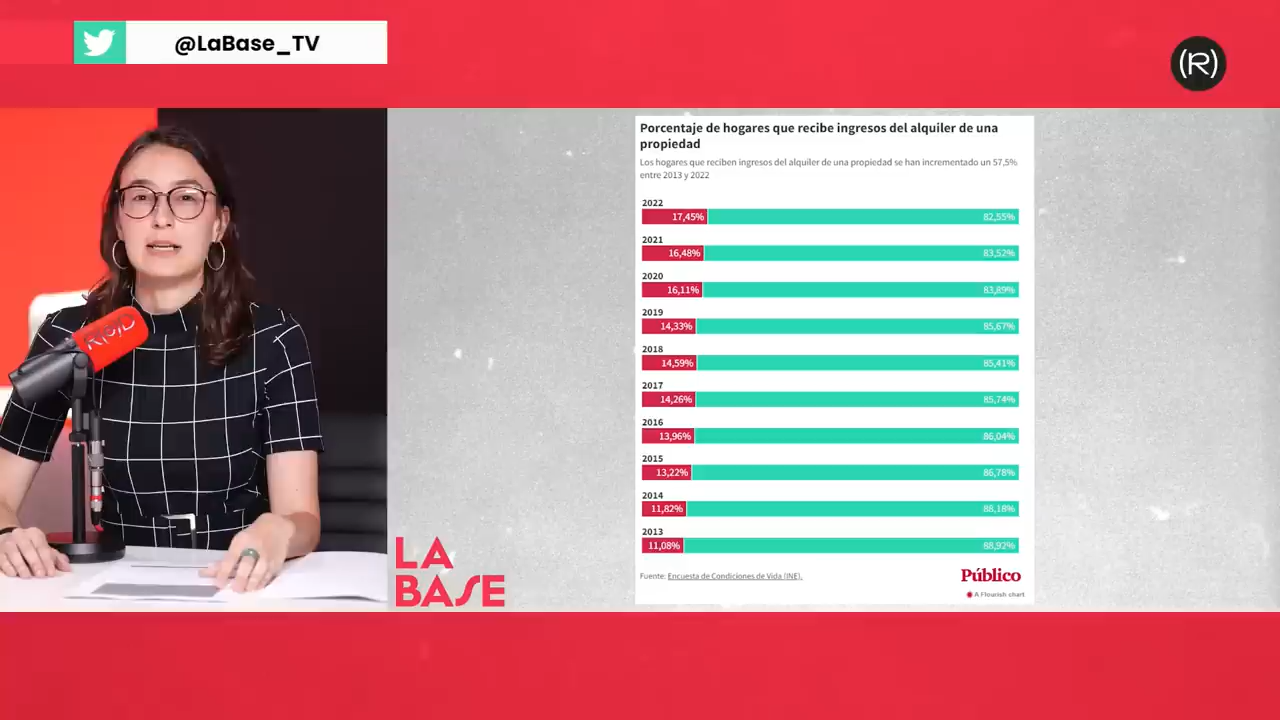 @LaBase_TV
(R)
Porcentaje de hogares que recibe ingresos del alquiler de una
propiedad
Los hogares que reciben ingresos del alquiler de una propiedad se han incrementado un 57,5%
entre 2013 y 2022
2022
17,45% 82,55%
2021
16,48% 83,52%
2020
16,11% 83,89%
2019
14,33% 85,67%
2018
14,59% 85,41%
2017
14,26% 85,74%
2016
13,96% 86,04%
2015
13,22% 86,78%
2014
11,82% 88,18%
2013
11,08% 88,92%
Fuente: Encuesta de Condiciones de Vida (INE).
Público
A Flourish chart
LA
BASE